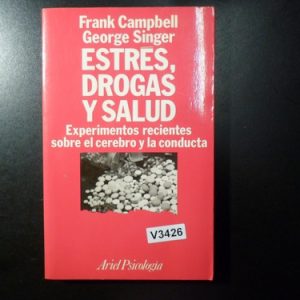 Frank Campbell
George Singer
ESTRÉS,
DROGAS
Y SALUD
Experimentos recientes
sobre el cerebro y la conducta
V3426
Ariel Psicología